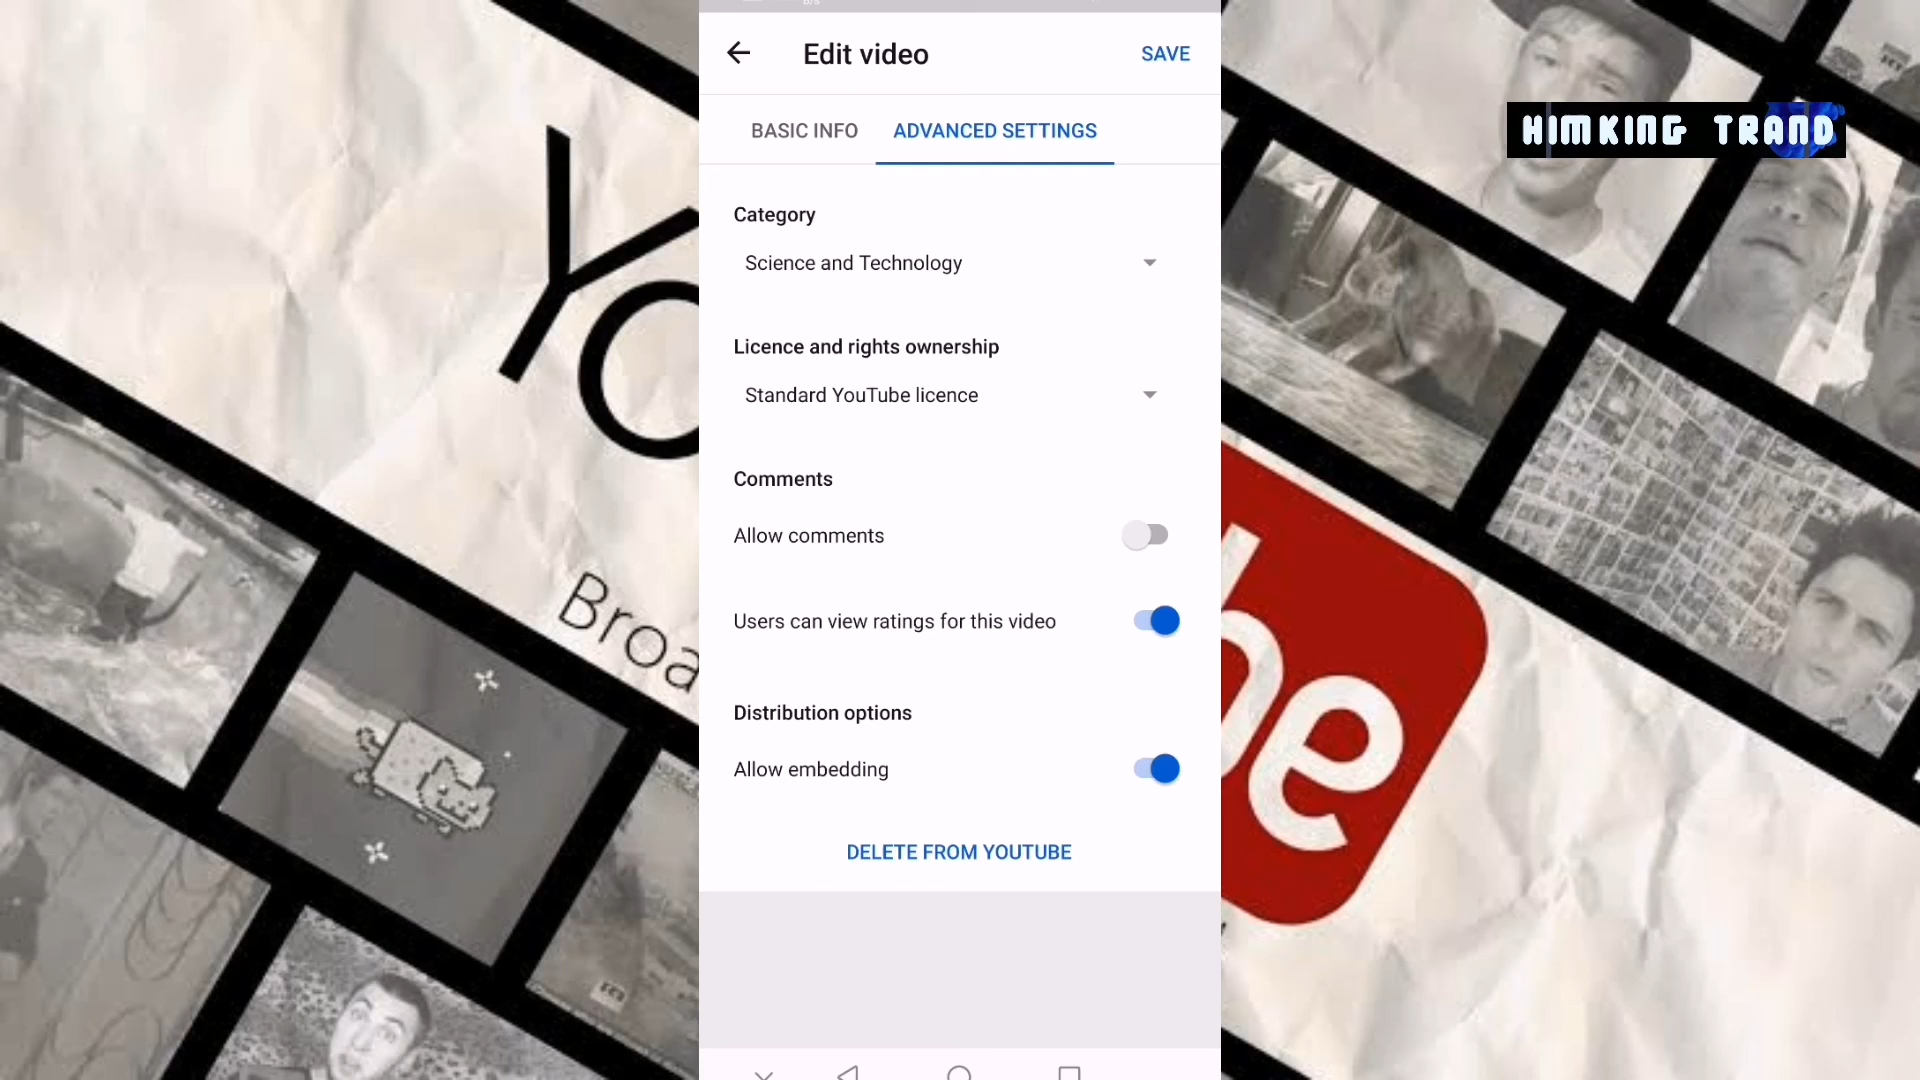 Edit video
SAVE
BASIC INFO
ADVANCED SETTINGS
HIMKING TRAND
Category
Science and Technology
Licence and rights ownership
Standard YouTube licence
Comments
Allow comments
Users can view ratings for this video
Distribution options
Allow embedding
DELETE FROM YOUTUBE
Yo
Broa
be